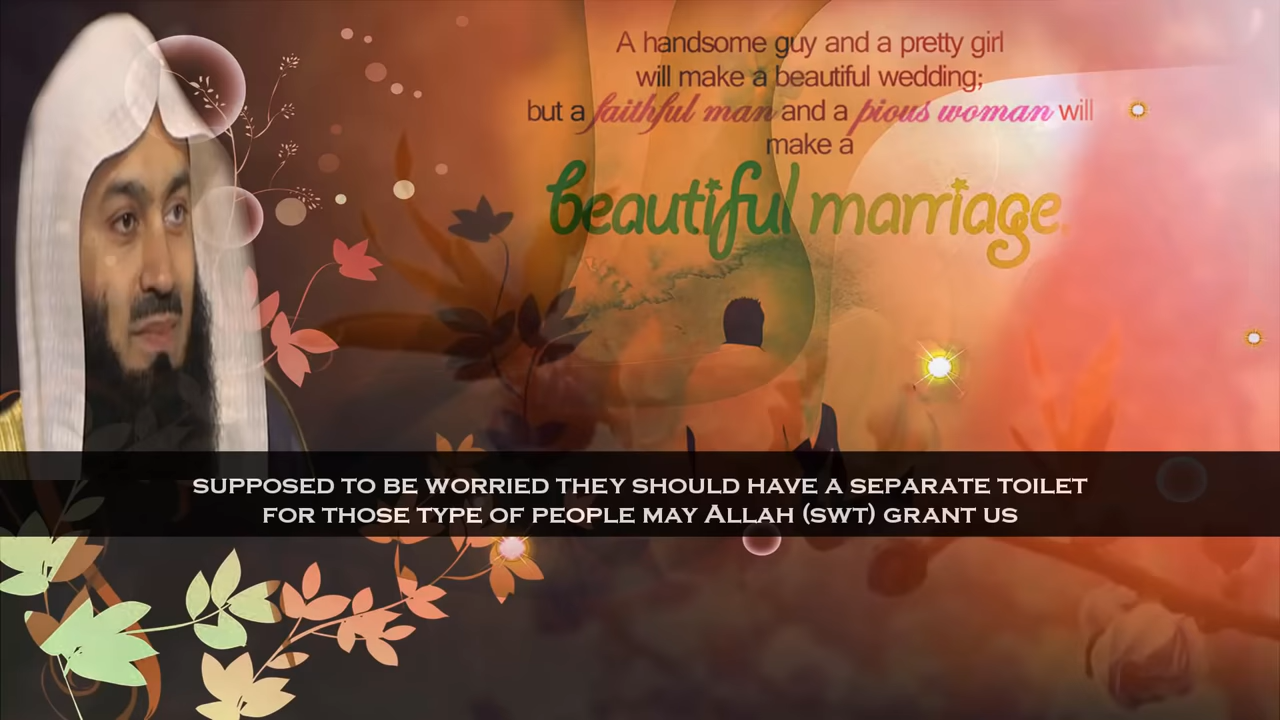 A handsome guy and a pretty girl
will make a beautiful wedding;
but a faithful man and a pious woman will
make a
beautiful marriage.
SUPPOSED TO BE WORRIED THEY SHOULD HAVE A SEPARATE TOILET
FOR THOSE TYPE OF PEOPLE MAY ALLAH (SWT) GRANT US